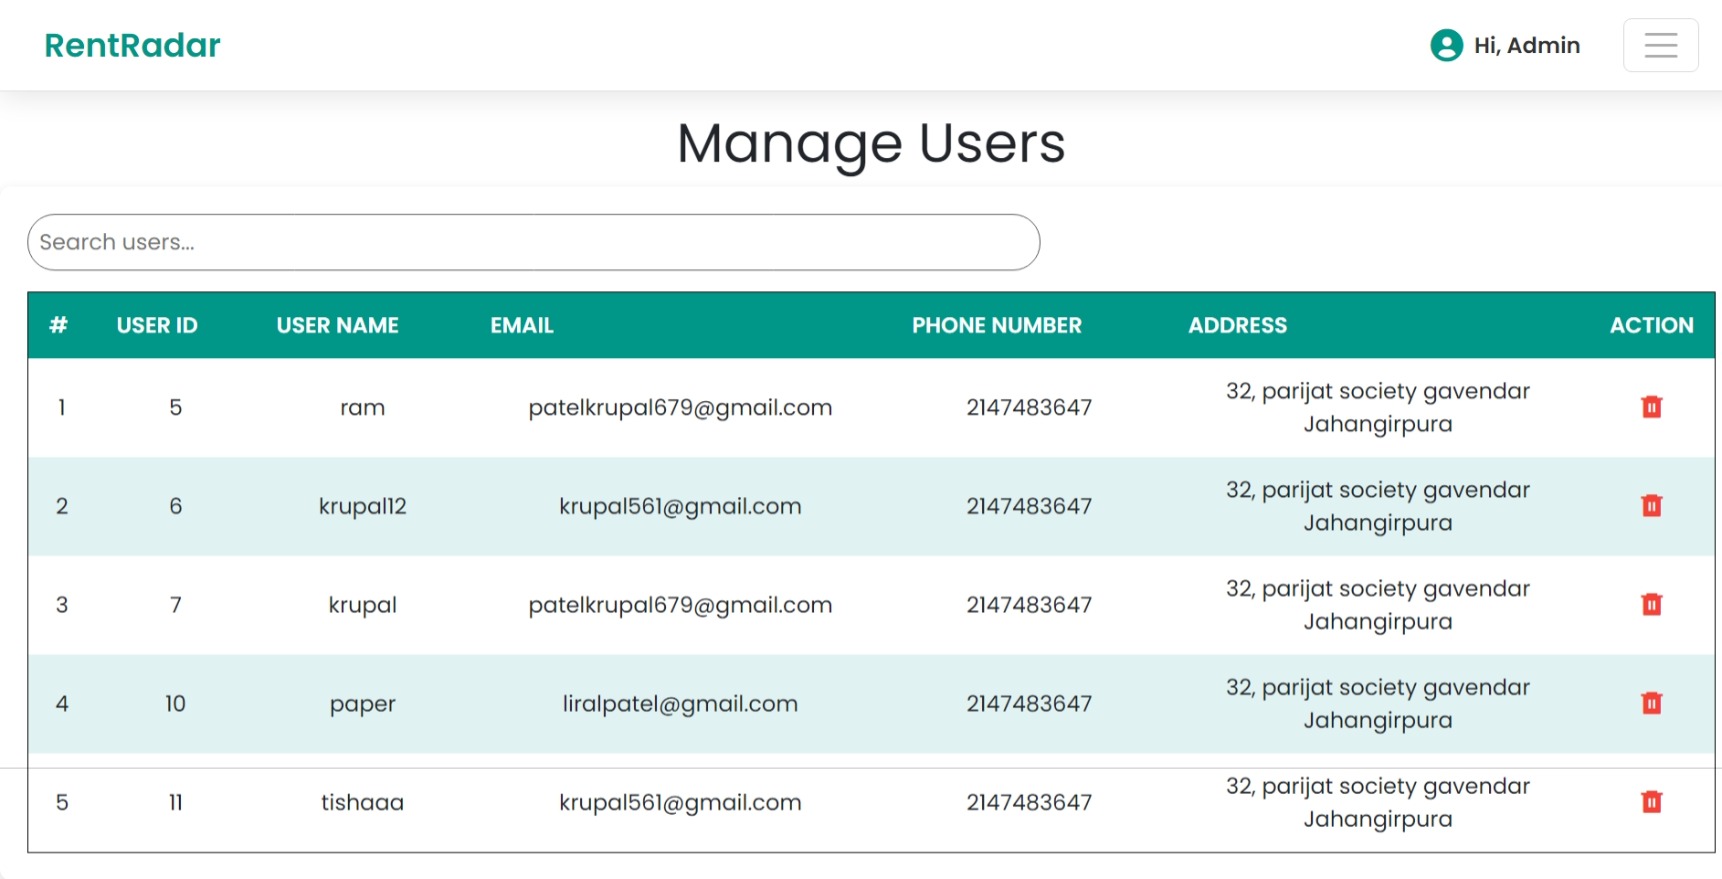 RentRadar Hi, Admin
Manage Users
Search users...
# USER ID USER NAME EMAIL PHONE NUMBER ADDRESS ACTION
1 5 ram patelkrupal679@gmail.com 2147483647 32, parijat society gavendar
Jahangirpura
2 6 krupal12 krupal561@gmail.com 2147483647 32, parijat society gavendar
Jahangirpura
3 7 krupal patelkrupal679@gmail.com 2147483647 32, parijat society gavendar
Jahangirpura
4 10 paper liralpatel@gmail.com 2147483647 32, parijat society gavendar
Jahangirpura
5 11 tishaaa krupal561@gmail.com 2147483647 32, parijat society gavendar
Jahangirpura